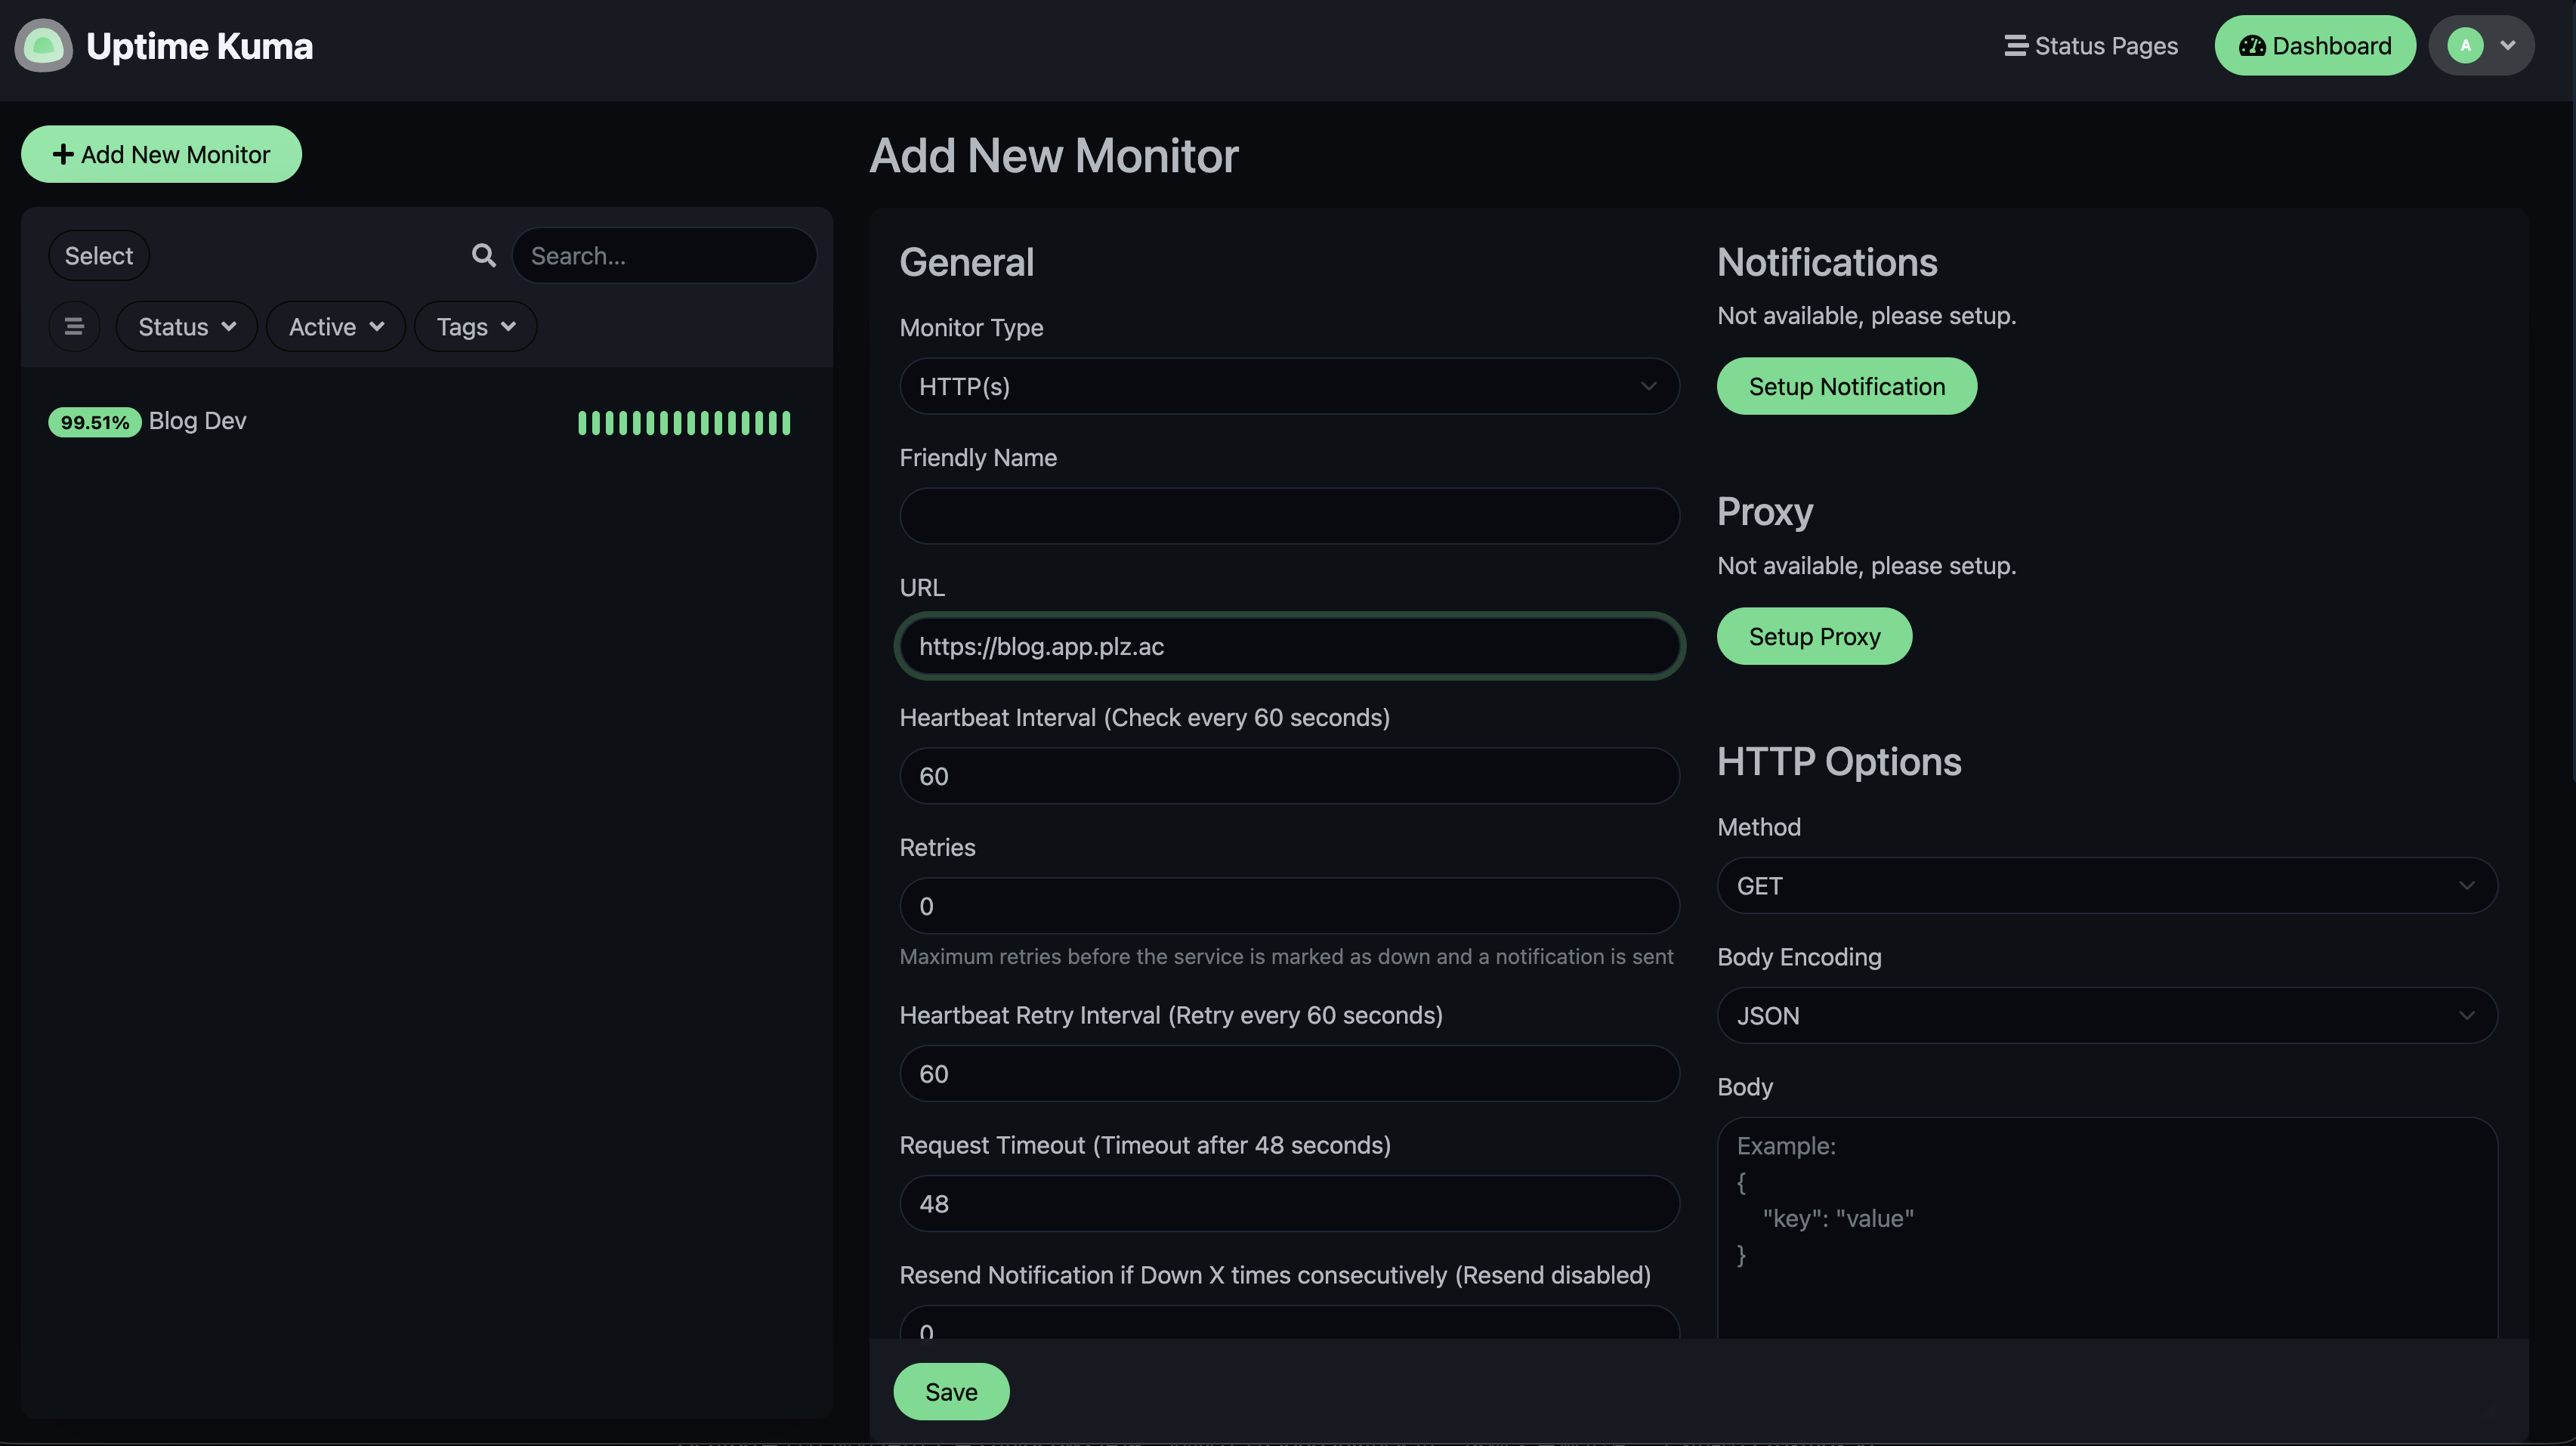 Uptime Kuma
Status Pages
Dashboard
A
Add New Monitor
Select
Search...
Status
Active
Tags
99.51% Blog Dev
Add New Monitor
General
Monitor Type
HTTP(s)
Friendly Name
URL
https://blog.app.plz.ac
Heartbeat Interval (Check every 60 seconds)
60
Retries
0
Maximum retries before the service is marked as down and a notification is sent
Heartbeat Retry Interval (Retry every 60 seconds)
60
Request Timeout (Timeout after 48 seconds)
48
Resend Notification if Down X times consecutively (Resend disabled)
0
Save
Notifications
Not available, please setup.
Setup Notification
Proxy
Not available, please setup.
Setup Proxy
HTTP Options
Method
GET
Body Encoding
JSON
Body
Example:
{
"key": "value"
}